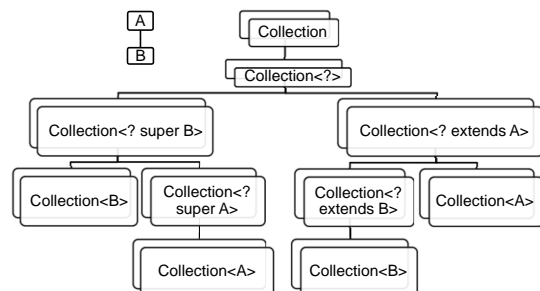 A
B
Collection
Collection<?>
Collection<? super B>
Collection<? extends A>
Collection<B>
Collection<?
super A>
Collection<?
extends B>
Collection<A>
Collection<A>
Collection<B>